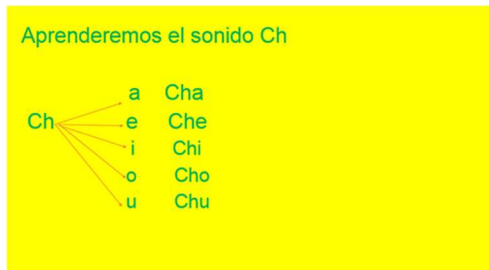 Aprenderemos el sonido Ch
a Cha
Ch e Che
i Chi
o Cho
u Chu